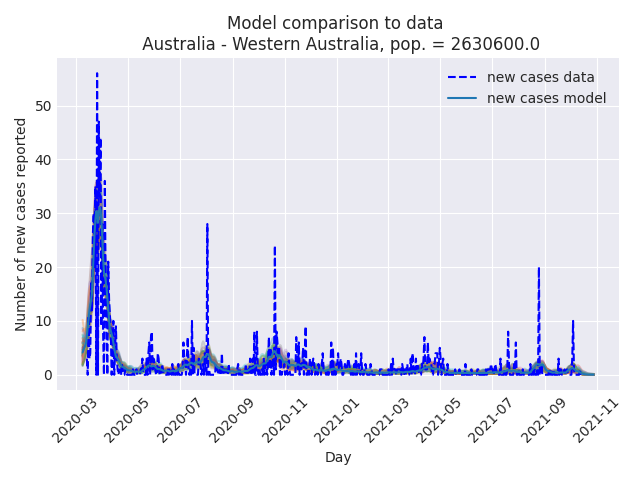 Model comparison to data
Australia - Western Australia, pop. = 2630600.0
new cases data
new cases model
Number of new cases reported
50
40
30
20
10
0
2020-03
2020-05
2020-07
2020-09
2020-11
2021-01
2021-03
2021-05
2021-07
2021-09
2021-11
Day